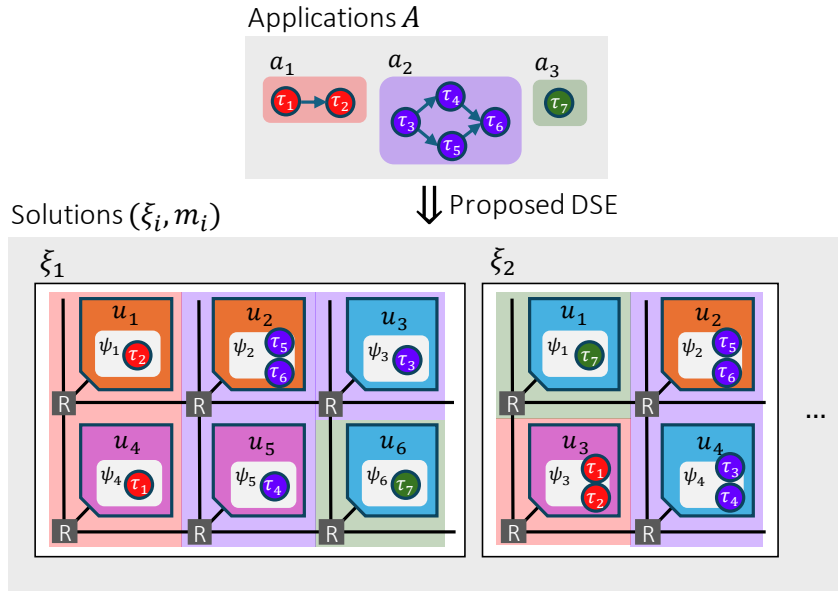 Applications A
a₁ a₂ a₃
τ₁ τ₂ τ₃ τ₄ τ₅ τ₆ τ₇
⇓ Proposed DSE
Solutions (ξᵢ, mᵢ)
ξ₁
u₁ u₂ u₃
ψ₁ τ₂ ψ₂ τ₅ τ₆ ψ₃ τ₃
R R R
u₄ u₅ u₆
ψ₄ τ₁ ψ₅ τ₄ ψ₆ τ₇
R R R
ξ₂
u₁ u₂
ψ₁ τ₇ ψ₂ τ₅ τ₆
R R
u₃ u₄
ψ₃ τ₁ τ₂ ψ₄ τ₃ τ₄
R R
...